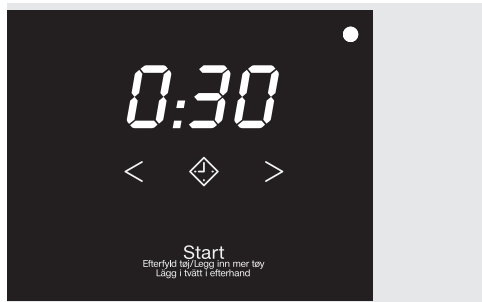 0:30
< >
Start
Efterfyld tøj/Legg inn mer tøy
Lägg i tvätt i efterhand